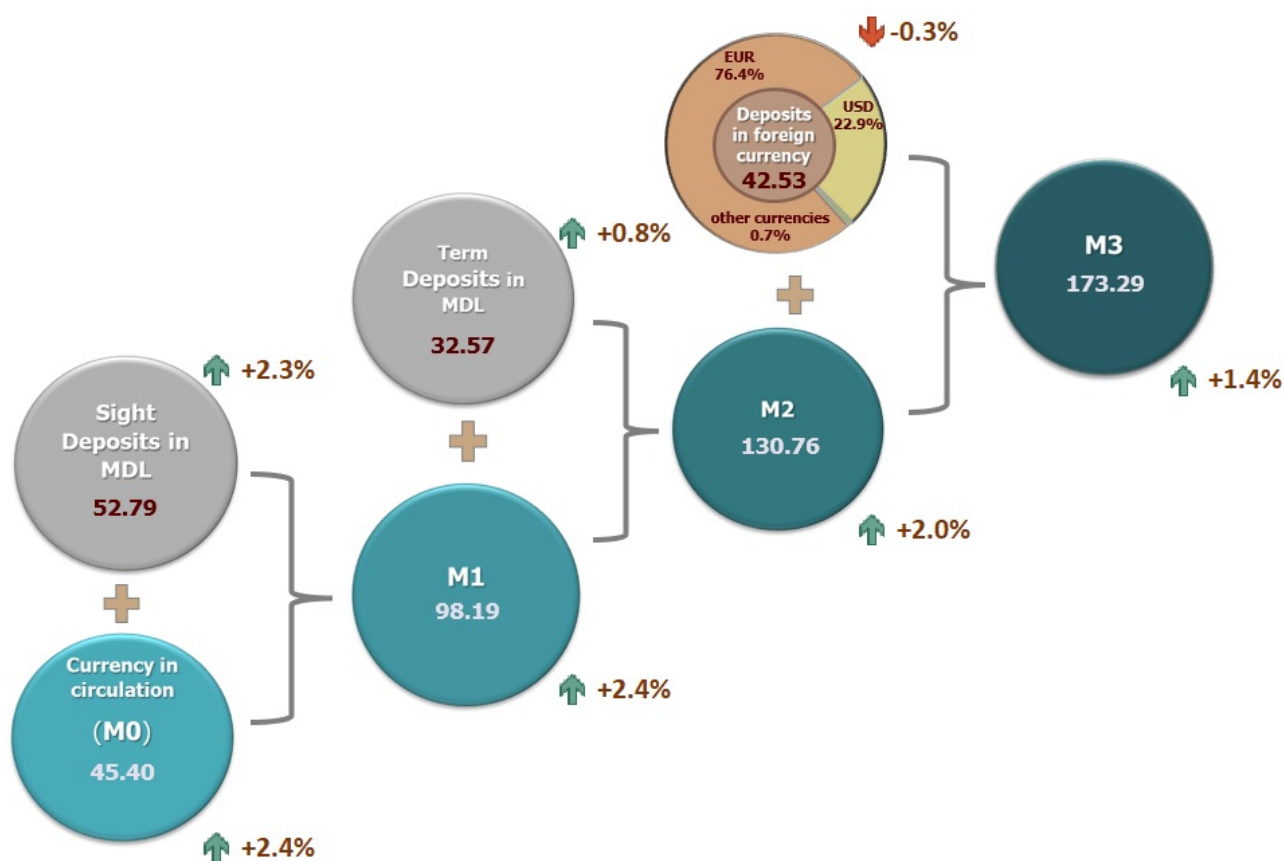 -0.3%
EUR
76.4%
USD
22.9%
Deposits
in foreign
currency
42.53
other currencies
0.7%
+0.8%
Term
Deposits in
MDL
32.57
M3
173.29
+1.4%
+2.3%
Sight
Deposits in
MDL
52.79
M2
130.76
+2.0%
M1
98.19
+2.4%
Currency in
circulation
(M0)
45.40
+2.4%